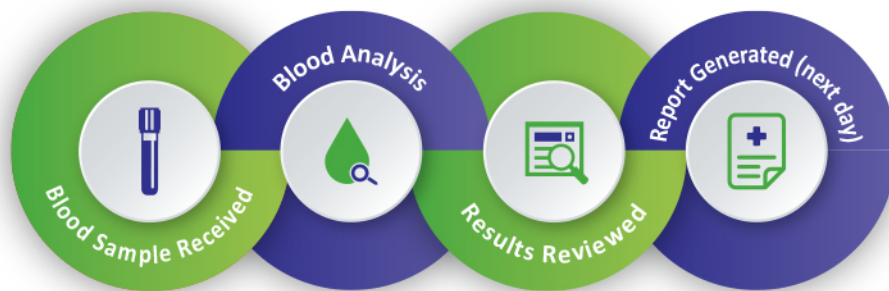 Blood Sample Received
Blood Analysis
Results Reviewed
Report Generated (next day)